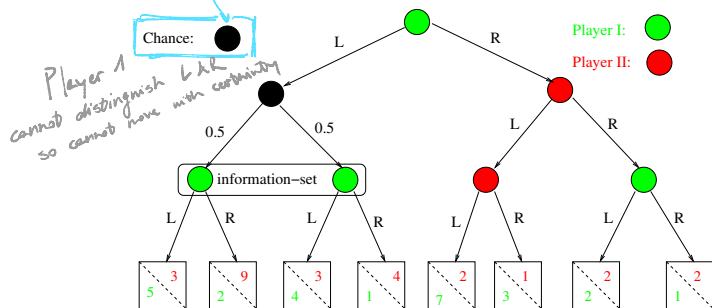 Chance:
Player I:
Player II:
Player 1
cannot distinguish L & R
so cannot move with certainty
L
R
0.5
0.5
L
R
information-set
L
R
L
R
L
R
L
R
5 3
2 9
4 3
1 4
7 2
3 1
2 2
1 2